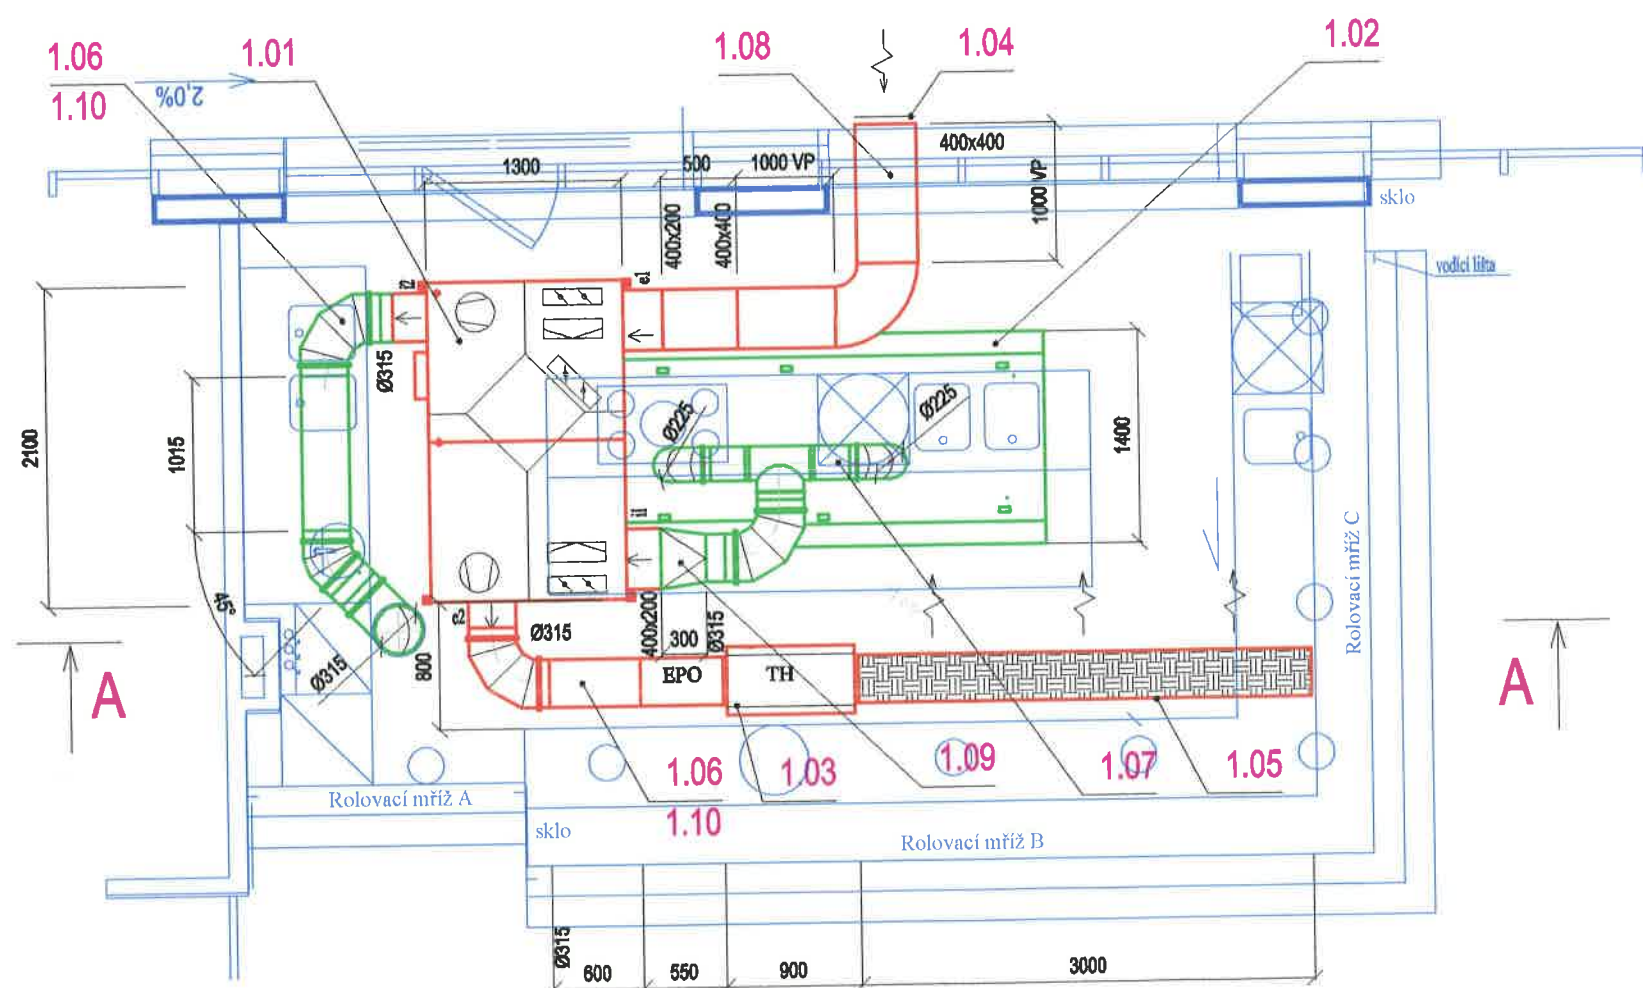 1.06
1.10
1.01
2,0%
1.08
1.04
1.02
1300
500
1000 VP
400x400
1000 VP
400x200
400x400
sklo
vodící lišta
i2
e1
Ø315
2100
1015
Ø225
Ø225
1400
i1
45°
Ø315
e2
Ø315
800
400x200
300
Ø315
EPO
TH
A
A
Rolovací mříž C
1.06
1.10
1.03
1.09
1.07
1.05
Rolovací mříž A
sklo
Rolovací mříž B
Ø315
600
550
900
3000